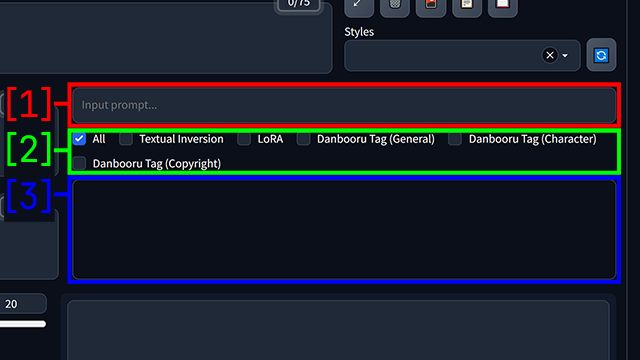 0/75
Styles
[1]
Input prompt...
[2]
All Textual Inversion LoRA Danbooru Tag (General) Danbooru Tag (Character)
Danbooru Tag (Copyright)
[3]
20